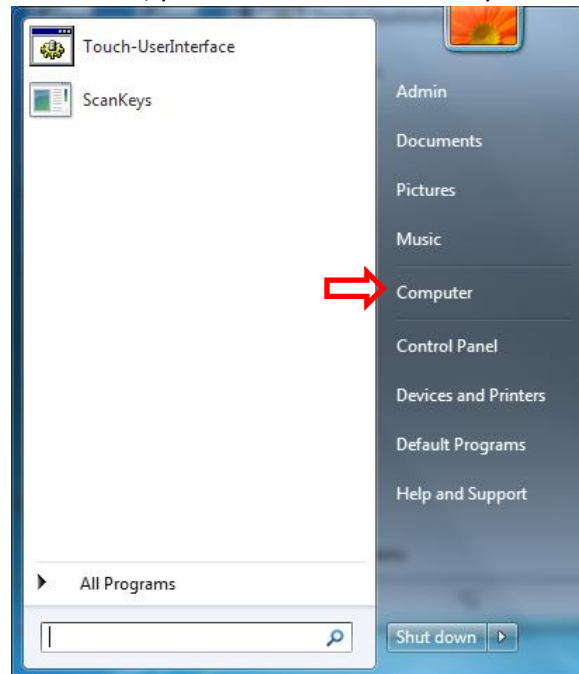 Touch-UserInterface
ScanKeys
All Programs
Admin
Documents
Pictures
Music
Computer
Control Panel
Devices and Printers
Default Programs
Help and Support
Shut down